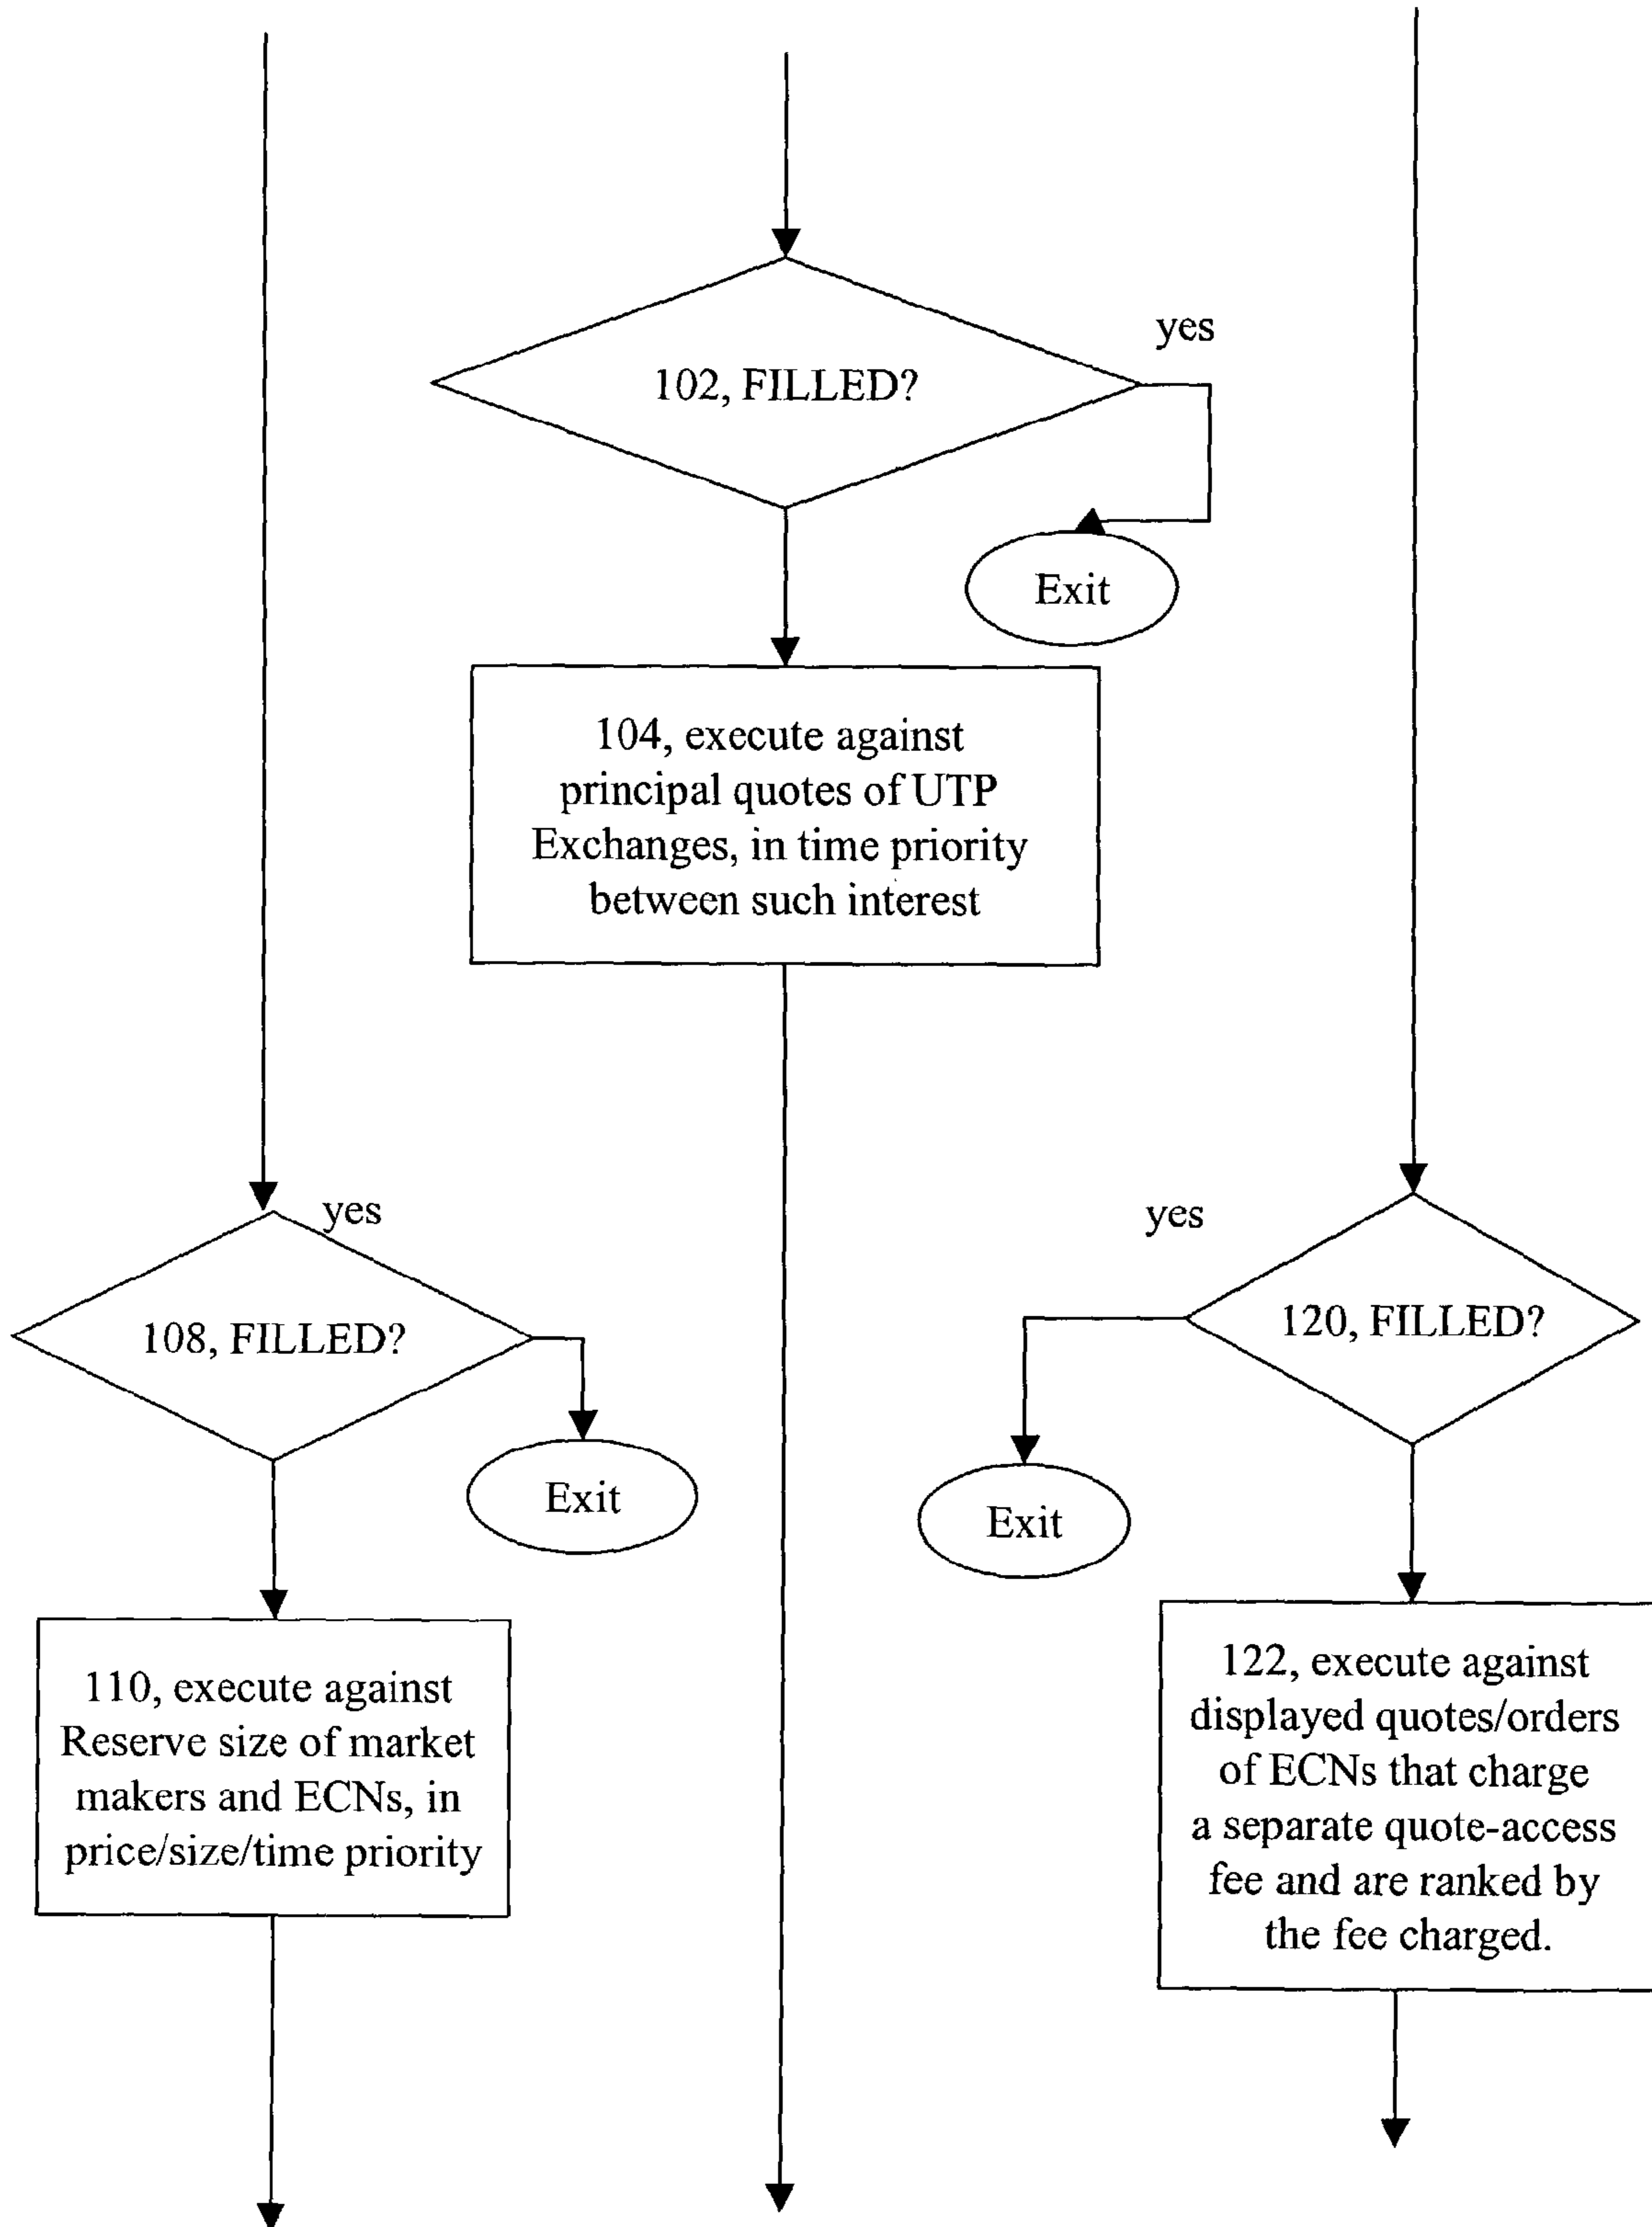 yes
102, FILLED?
Exit
104, execute against
principal quotes of UTP
Exchanges, in time priority
between such interest
yes
108, FILLED?
Exit
110, execute against
Reserve size of market
makers and ECNs, in
price/size/time priority
yes
120, FILLED?
Exit
122, execute against
displayed quotes/orders
of ECNs that charge
a separate quote-access
fee and are ranked by
the fee charged.